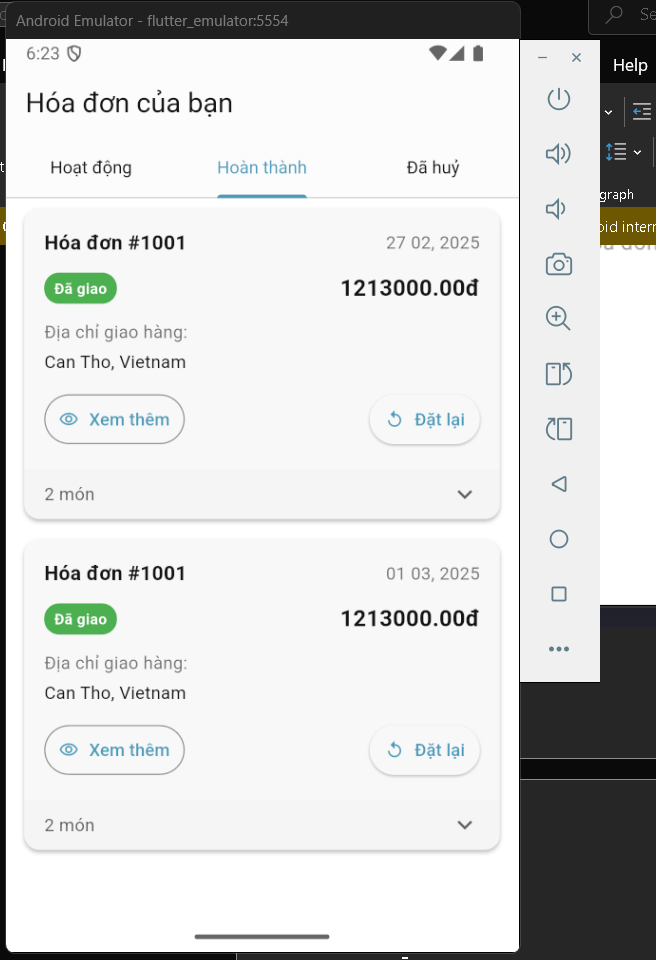 Android Emulator - flutter_emulator:5554
6:23
Hóa đơn của bạn
Hoạt động
Hoàn thành
Đã huỷ
Hóa đơn #1001
27 02, 2025
Đã giao
1213000.00đ
Địa chỉ giao hàng:
Can Tho, Vietnam
Xem thêm
Đặt lại
2 món
Hóa đơn #1001
01 03, 2025
Đã giao
1213000.00đ
Địa chỉ giao hàng:
Can Tho, Vietnam
Xem thêm
Đặt lại
2 món
Help